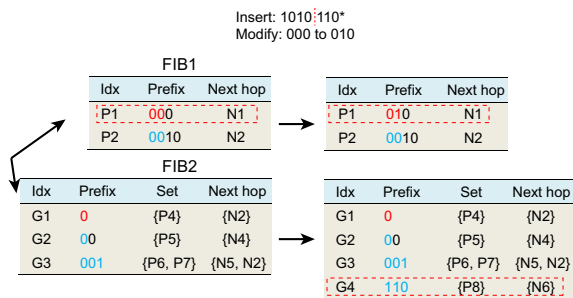 Insert: 1010 110*
Modify: 000 to 010
FIB1
Idx Prefix Next hop
P1 000 N1
P2 0010 N2
Idx Prefix Next hop
P1 010 N1
P2 0010 N2
FIB2
Idx Prefix Set Next hop
G1 0 {P4} {N2}
G2 00 {P5} {N4}
G3 001 {P6, P7} {N5, N2}
Idx Prefix Set Next hop
G1 0 {P4} {N2}
G2 00 {P5} {N4}
G3 001 {P6, P7} {N5, N2}
G4 110 {P8} {N6}